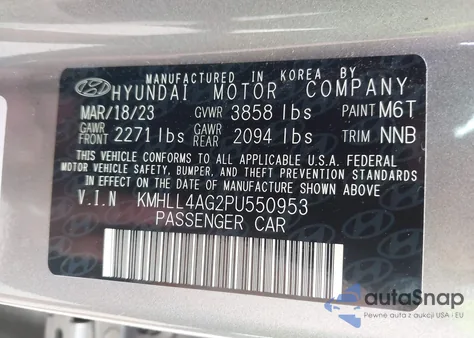 MANUFACTURED IN KOREA BY
HYUNDAI MOTOR COMPANY
MAR/18/23 GVWR 3858 lbs PAINT M6T
GAWR FRONT 2271 lbs GAWR REAR 2094 lbs TRIM NNB
THIS VEHICLE CONFORMS TO ALL APPLICABLE U.S.A. FEDERAL
MOTOR VEHICLE SAFETY, BUMPER, AND THEFT PREVENTION STANDARDS
IN EFFECT ON THE DATE OF MANUFACTURE SHOWN ABOVE.
V.I.N KMHLL4AG2PU550953
PASSENGER CAR
autaSnap
Pewne auta z USA i EU